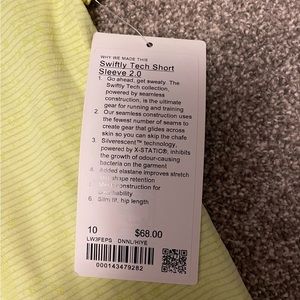 WHY WE MADE THIS
Swiftly Tech Short
Sleeve 2.0
1. Go ahead, get sweaty. The
Swiftly Tech collection,
powered by seamless
construction, is the ultimate
gear for running and training
2. Our seamless construction uses
the fewest number of seams to
create gear that glides across
skin so you can skip the chafe
3. Silverescent™ technology,
powered by X-STATIC®, inhibits
the growth of odour-causing
bacteria on the garment
4. Added elastane improves stretch
shape retention
5. construction for
6. Slim fit, hip length
10 $68.00
LW3FEPS DNNL/HIYE
000143479282